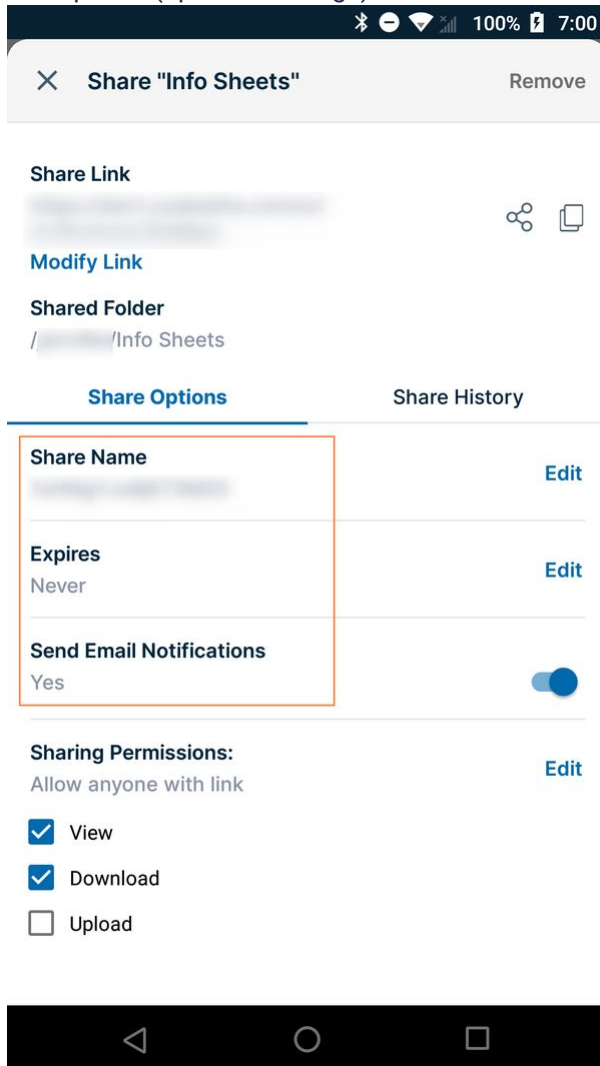 100% 7:00
Share "Info Sheets" Remove
Share Link
Modify Link
Shared Folder
/ /Info Sheets
Share Options Share History
Share Name
Edit
Expires
Never
Edit
Send Email Notifications
Yes
Sharing Permissions:
Allow anyone with link
Edit
View
Download
Upload